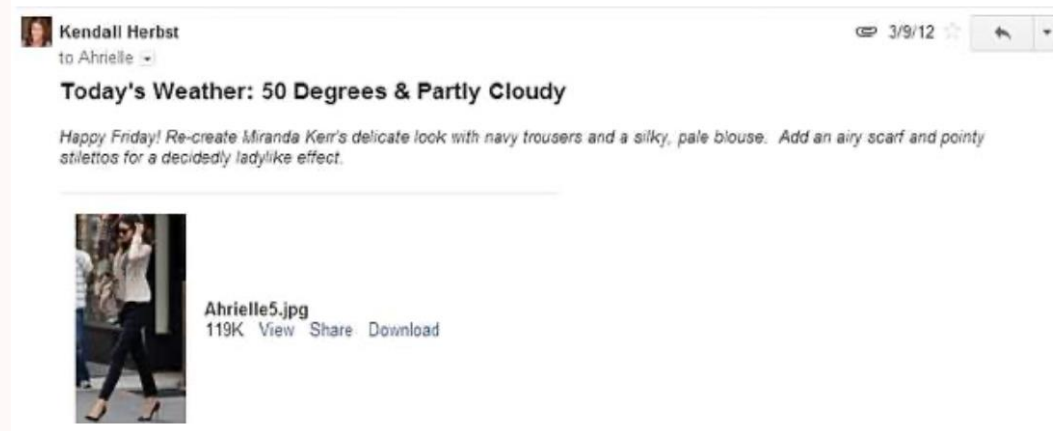 Kendall Herbst
3/9/12
to Ahrielle
Today's Weather: 50 Degrees & Partly Cloudy
Happy Friday! Re-create Miranda Kerr's delicate look with navy trousers and a silky, pale blouse. Add an airy scarf and pointy
stilettos for a decidedly ladylike effect.
Ahrielle5.jpg
119K View Share Download